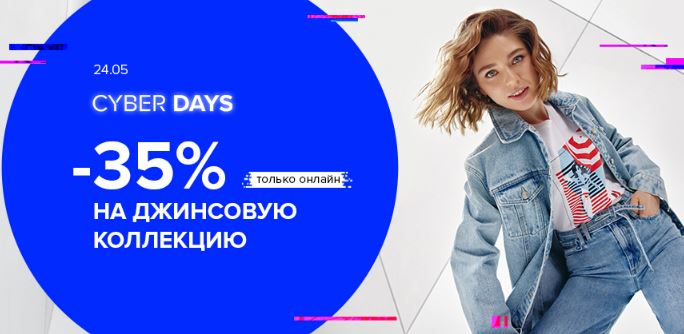 24.05
CYBER DAYS
-35%
только онлайн
НА ДЖИНСОВУЮ
КОЛЛЕКЦИЮ